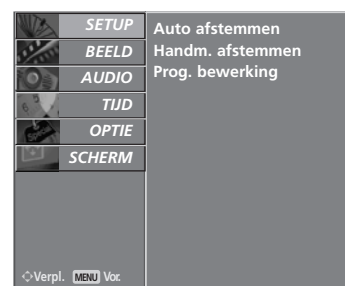 SETUP
BEELD
AUDIO
TIJD
OPTIE
SCHERM
Auto afstemmen
Handm. afstemmen
Prog. bewerking
Verpl. MENU Vor.